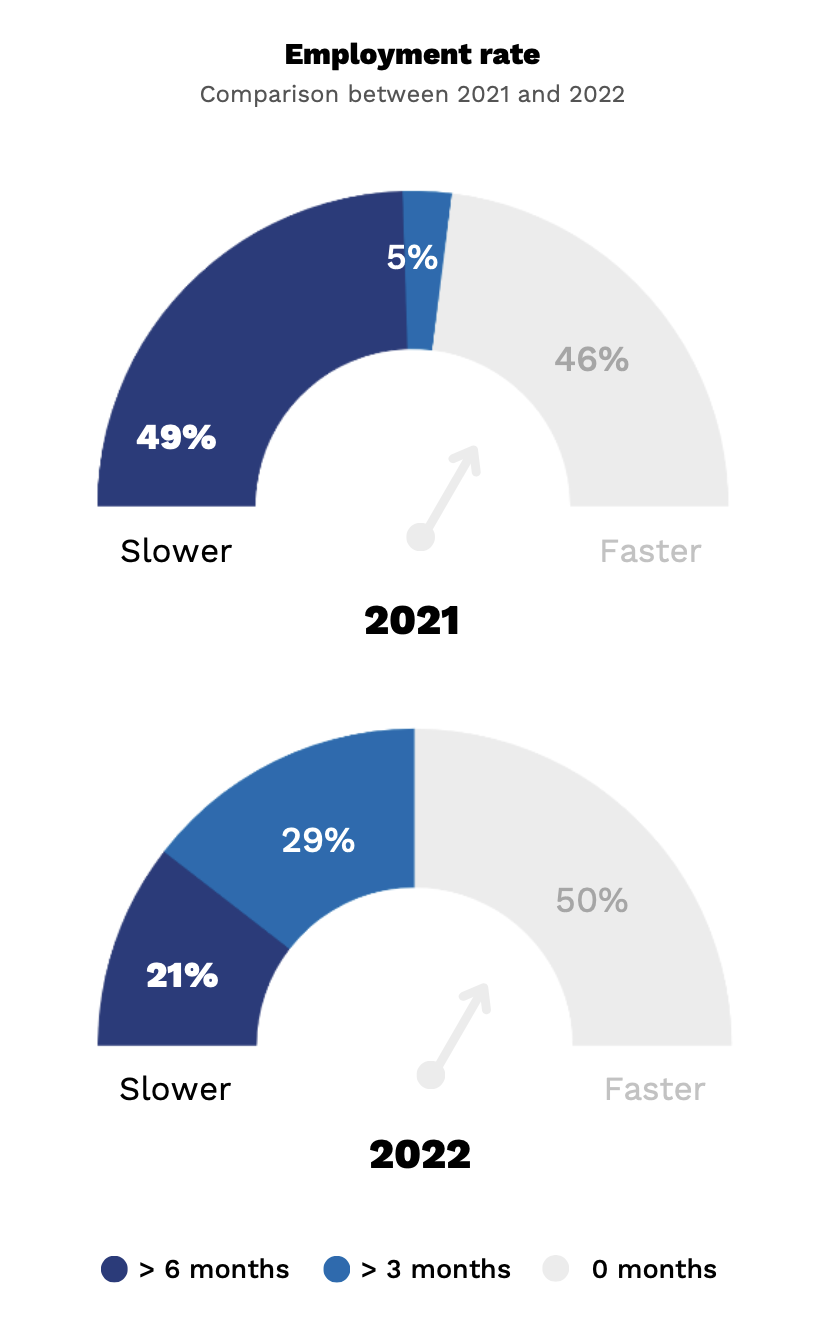 Employment rate
Comparison between 2021 and 2022
5%
46%
49%
Slower
Faster
2021
29%
50%
21%
Slower
Faster
2022
> 6 months
> 3 months
0 months